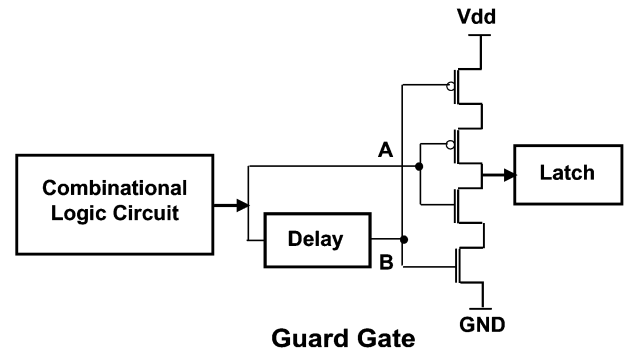 Vdd
A
Combinational
Logic Circuit
Latch
Delay
B
GND
Guard Gate